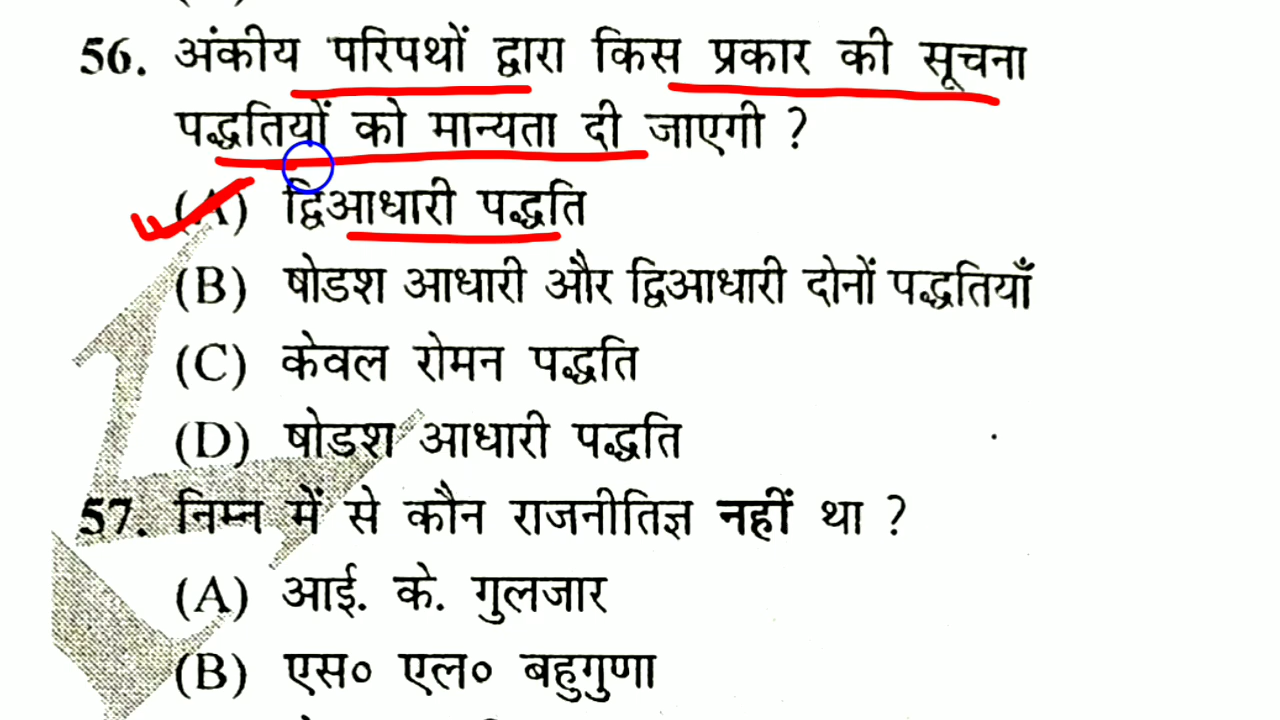 56. अंकीय परिपथों द्वारा किस प्रकार की सूचना
पद्धतियों को मान्यता दी जाएगी ?
(A) द्विआधारी पद्धति
(B) षोडश आधारी और द्विआधारी दोनों पद्धतियाँ
(C) केवल रोमन पद्धति
(D) षोडश आधारी पद्धति
57. निम्न में से कौन राजनीतिज्ञ नहीं था ?
(A) आई. के. गुलजार
(B) एस० एल० बहुगुणा